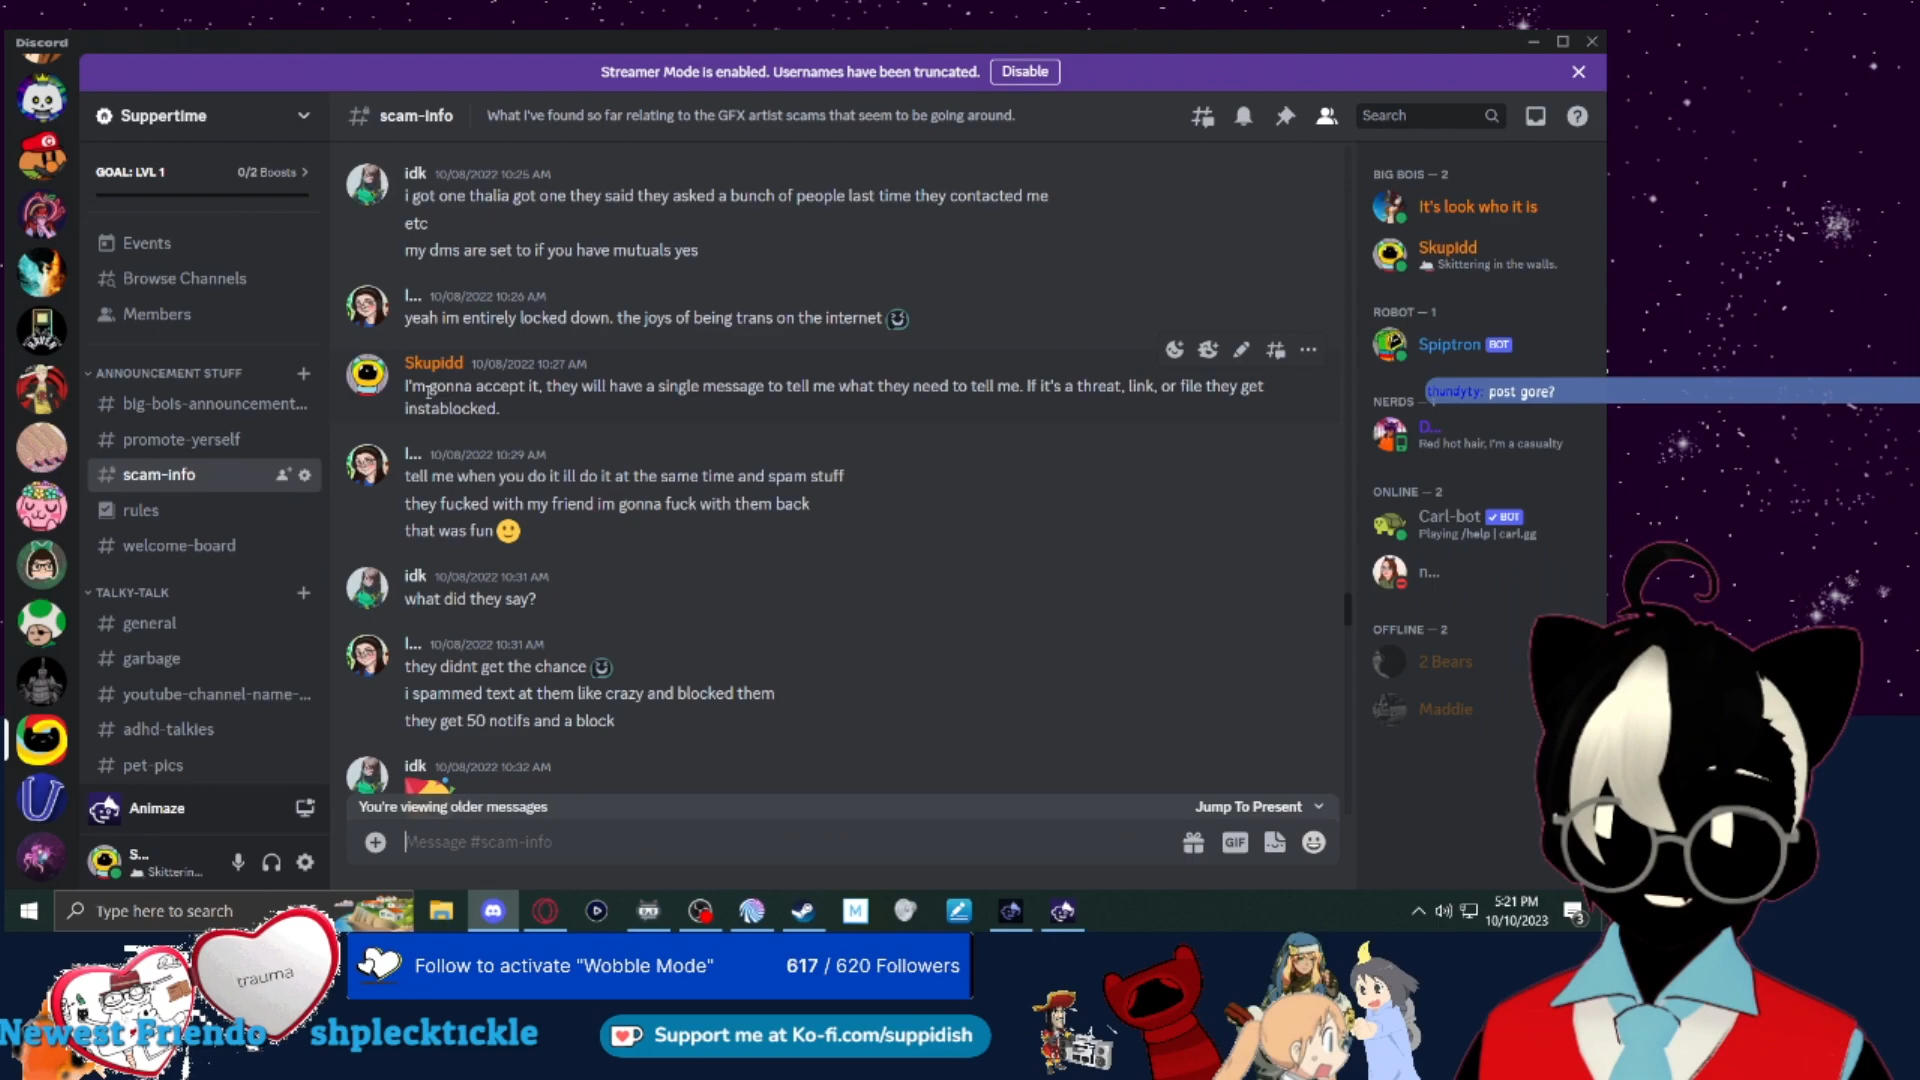 Discord
Streamer Mode is enabled. Usernames have been truncated.
Disable
Suppertime
scam-info
What I've found so far relating to the GFX artist scams that seem to be going around.
Search
GOAL: LVL 1
0/2 Boosts
Events
Browse Channels
Members
ANNOUNCEMENT STUFF
big-bois-announcement...
promote-yerself
scam-info
rules
welcome-board
TALKY-TALK
general
garbage
youtube-channel-name-...
adhd-talkies
pet-pics
Animaze
S...
Skitterin...
idk 10/08/2022 10:25 AM
i got one thalia got one they said they asked a bunch of people last time they contacted me
etc
my dms are set to if you have mutuals yes
l... 10/08/2022 10:26 AM
yeah im entirely locked down. the joys of being trans on the internet
Skupidd 10/08/2022 10:27 AM
I'm gonna accept it, they will have a single message to tell me what they need to tell me. If it's a threat, link, or file they get
instablocked.
l... 10/08/2022 10:29 AM
tell me when you do it ill do it at the same time and spam stuff
they fucked with my friend im gonna fuck with them back
that was fun
idk 10/08/2022 10:31 AM
what did they say?
l... 10/08/2022 10:31 AM
they didnt get the chance
i spammed text at them like crazy and blocked them
they get 50 notifs and a block
idk 10/08/2022 10:32 AM
You're viewing older messages
Jump To Present
Message #scam-info
GIF
BIG BOIS — 2
It's look who it is
Skupidd
Skittering in the walls.
ROBOT — 1
Spiptron BOT
thundyty: post gore?
NERDS — 1
D...
Red hot hair, I'm a casualty
ONLINE — 2
Carl-bot BOT
Playing /help | carl.gg
n...
OFFLINE — 2
2 Bears
Maddie
Type here to search
M
5:21 PM
10/10/2023
3
trauma
Follow to activate "Wobble Mode"
617 / 620 Followers
Newest Friendo
shplecktickle
Support me at Ko-fi.com/suppidish